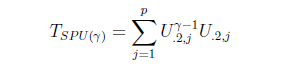 $$T_{SPU(\gamma)} = \sum_{j=1}^{p} U_{.2,j}^{\gamma-1} U_{.2,j}$$